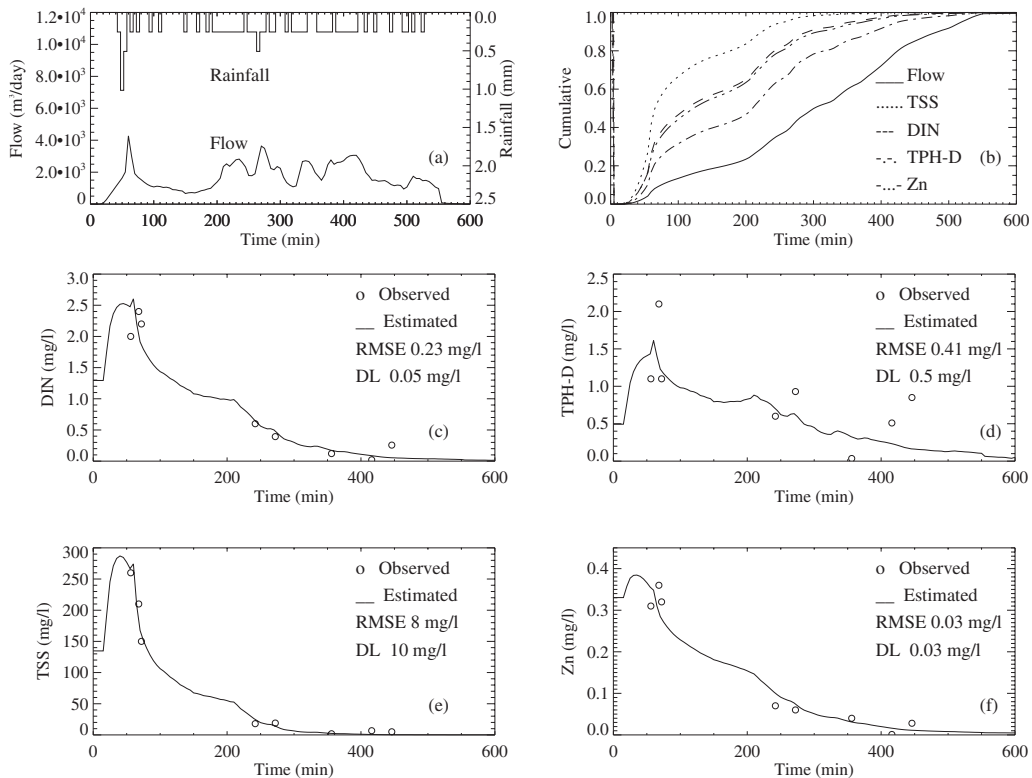 1.2•10⁴
1.0•10⁴
8.0•10³
6.0•10³
4.0•10³
2.0•10³
0
Flow (m³/day)
0.0
0.5
1.0
1.5
2.0
2.5
Rainfall (mm)
Rainfall
Flow
(a)
0 100 200 300 400 500 600
Time (min)
1.0
0.8
0.6
0.4
0.2
0.0
Cumulative
Flow
TSS
DIN
TPH-D
Zn
(b)
0 100 200 300 400 500 600
Time (min)
3.0
2.5
2.0
1.5
1.0
0.5
0.0
DIN (mg/l)
o Observed
__ Estimated
RMSE 0.23 mg/l
DL 0.05 mg/l
(c)
0 200 400 600
Time (min)
2.5
2.0
1.5
1.0
0.5
0.0
TPH-D (mg/l)
o Observed
__ Estimated
RMSE 0.41 mg/l
DL 0.5 mg/l
(d)
0 200 400 600
Time (min)
300
250
200
150
100
50
0
TSS (mg/l)
o Observed
__ Estimated
RMSE 8 mg/l
DL 10 mg/l
(e)
0 200 400 600
Time (min)
0.4
0.3
0.2
0.1
0.0
Zn (mg/l)
o Observed
__ Estimated
RMSE 0.03 mg/l
DL 0.03 mg/l
(f)
0 200 400 600
Time (min)